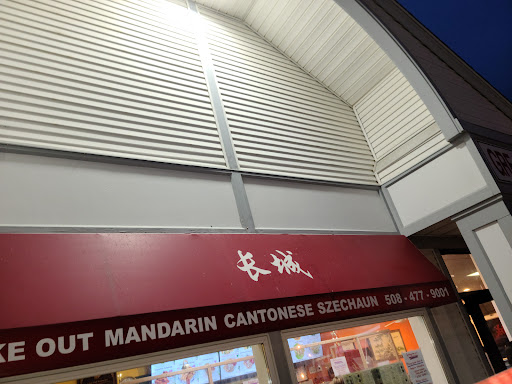 长城
KE OUT MANDARIN CANTONESE SZECHAUN 508 - 477 - 9001